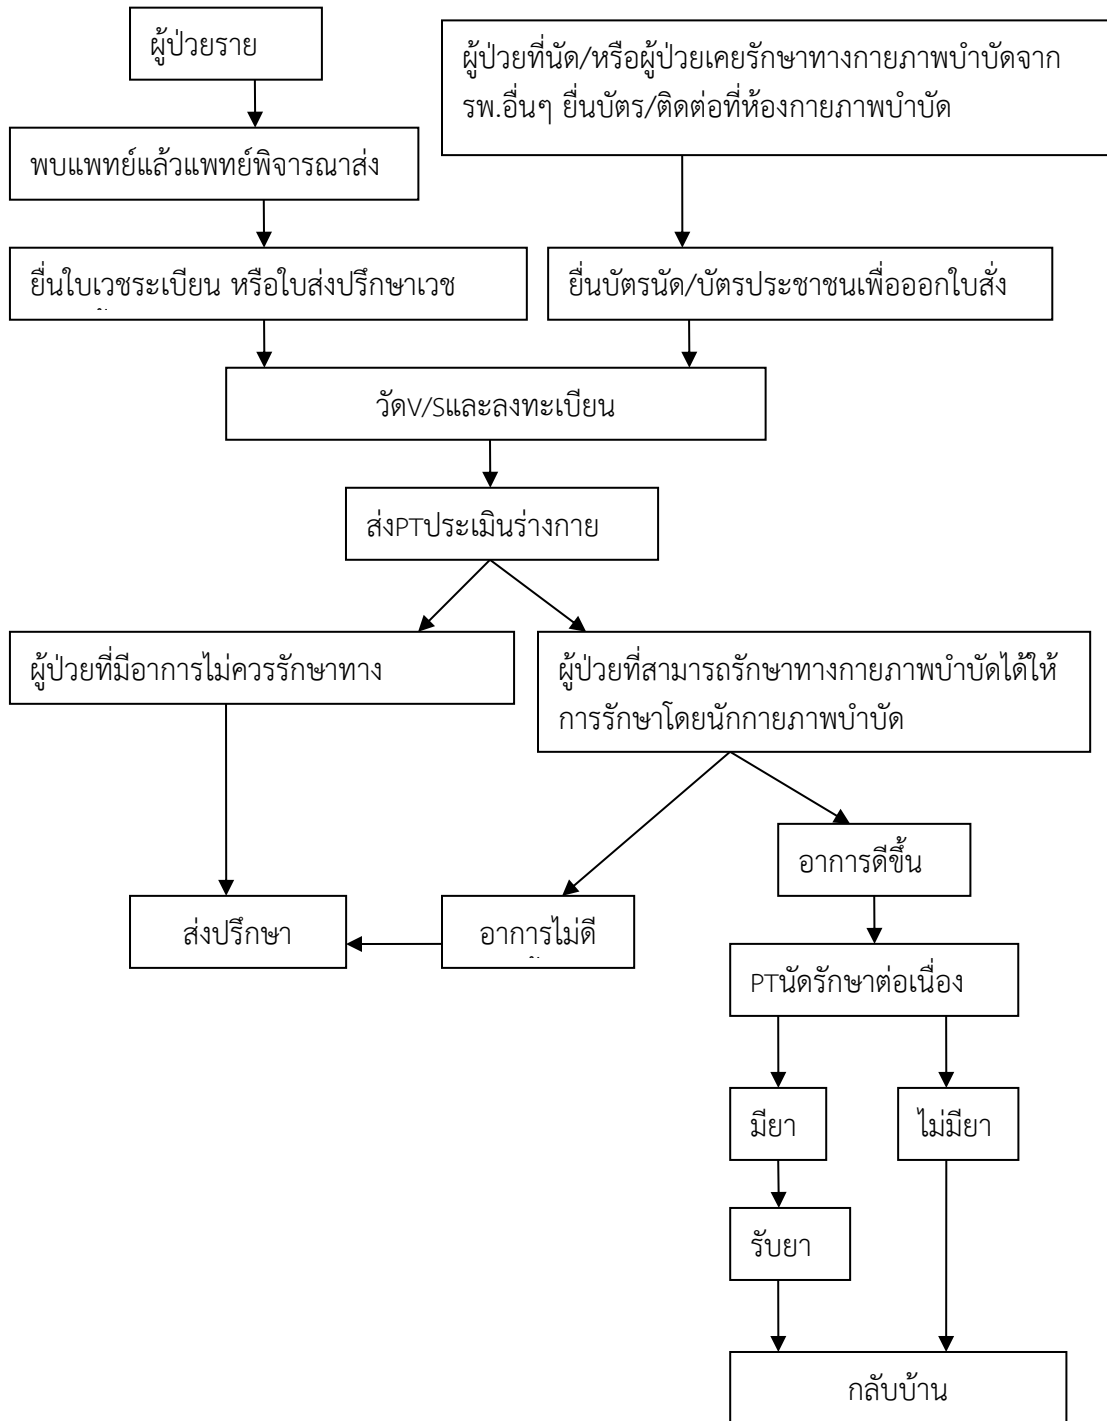 ผู้ป่วยราย
ผู้ป่วยที่นัด/หรือผู้ป่วยเคยรักษาทางกายภาพบำบัดจาก
รพ.อื่นๆ ยื่นบัตร/ติดต่อที่ห้องกายภาพบำบัด
พบแพทย์แล้วแพทย์พิจารณาส่ง
ยื่นใบเวชระเบียน หรือใบส่งปรึกษาเวช
ยื่นบัตรนัด/บัตรประชาชนเพื่อออกใบสั่ง
วัดV/Sและลงทะเบียน
ส่งPTประเมินร่างกาย
ผู้ป่วยที่มีอาการไม่ควรรักษาทาง
ผู้ป่วยที่สามารถรักษาทางกายภาพบำบัดได้ให้
การรักษาโดยนักกายภาพบำบัด
อาการดีขึ้น
ส่งปรึกษา
อาการไม่ดี
PTนัดรักษาต่อเนื่อง
มียา
ไม่มียา
รับยา
กลับบ้าน